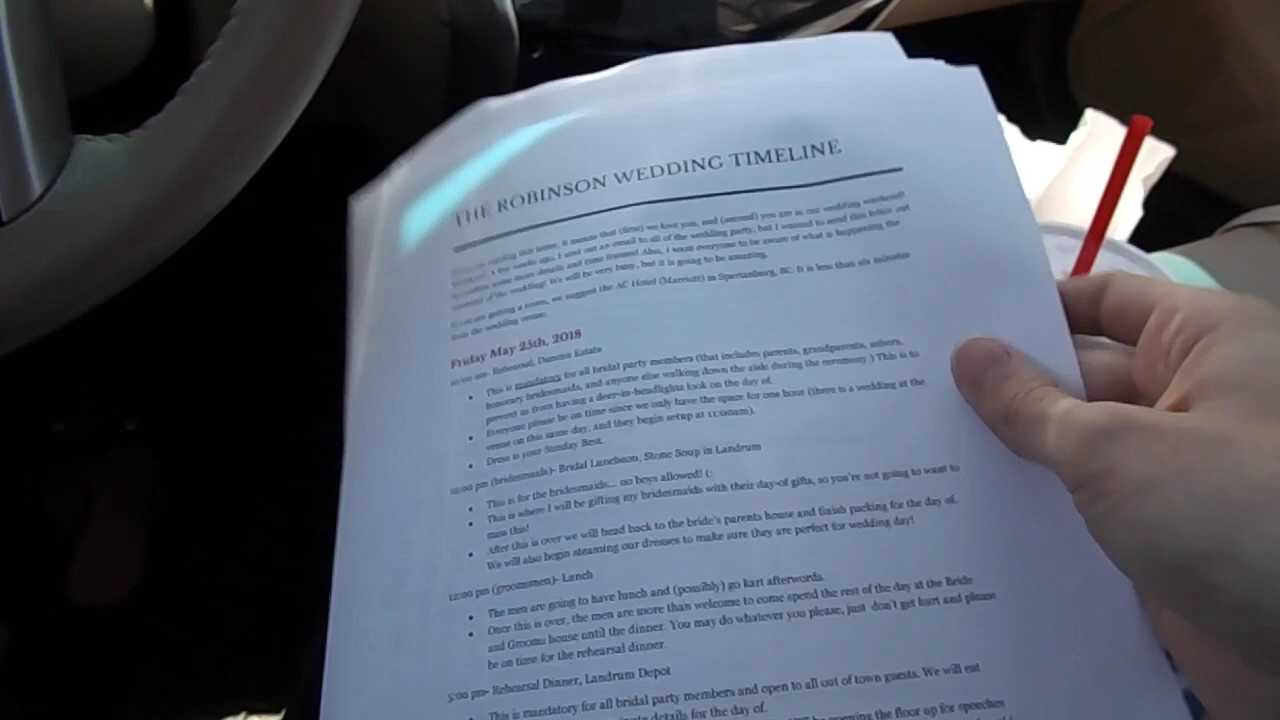 THE ROBINSON WEDDING TIMELINE
reading this letter, it means that (first) we love you, and (second) you are in our wedding weekend!
a few weeks ago, I sent out an email to all of the wedding party, but I wanted to send this letter out
some more details and time frames! Also, I want everyone to be aware of what is happening the
of the wedding! We will be very busy, but it is going to be amazing.
If you are getting a room, we suggest the AC Hotel (Marriott) in Spartanburg, SC. It is less than six minutes
from the wedding venue.
Friday May 25th, 2018
10:00 am- Rehearsal, Duncan Estate
• This is mandatory for all bridal party members (that includes parents, grandparents, ushers,
honorary bridesmaids, and anyone else walking down the aisle during the ceremony.) This is to
prevent us from having a deer-in-headlights look on the day of.
• Everyone please be on time since we only have the space for one hour (there is a wedding at the
venue on this same day, and they begin setup at 11:00am).
• Dress is your Sunday Best.
12:00 pm (bridesmaids)- Bridal Luncheon, Stone Soup in Landrum
• This is for the bridesmaids... no boys allowed! (:
• This is where I will be gifting my bridesmaids with their day-of gifts, so you're not going to want to
miss this!
• After this is over we will head back to the bride's parents house and finish packing for the day of.
We will also begin steaming our dresses to make sure they are perfect for wedding day!
12:00 pm (groomsmen)- Lunch
• The men are going to have lunch and (possibly) go kart afterwords.
• Once this is over, the men are more than welcome to come spend the rest of the day at the Bride
and Grooms house until the dinner. You may do whatever you please, just don't get hurt and please
be on time for the rehearsal dinner.
5:00 pm- Rehearsal Dinner, Landrum Depot
• This is mandatory for all bridal party members and open to all out of town guests. We will eat
details for the day of.
opening the floor up for speeches